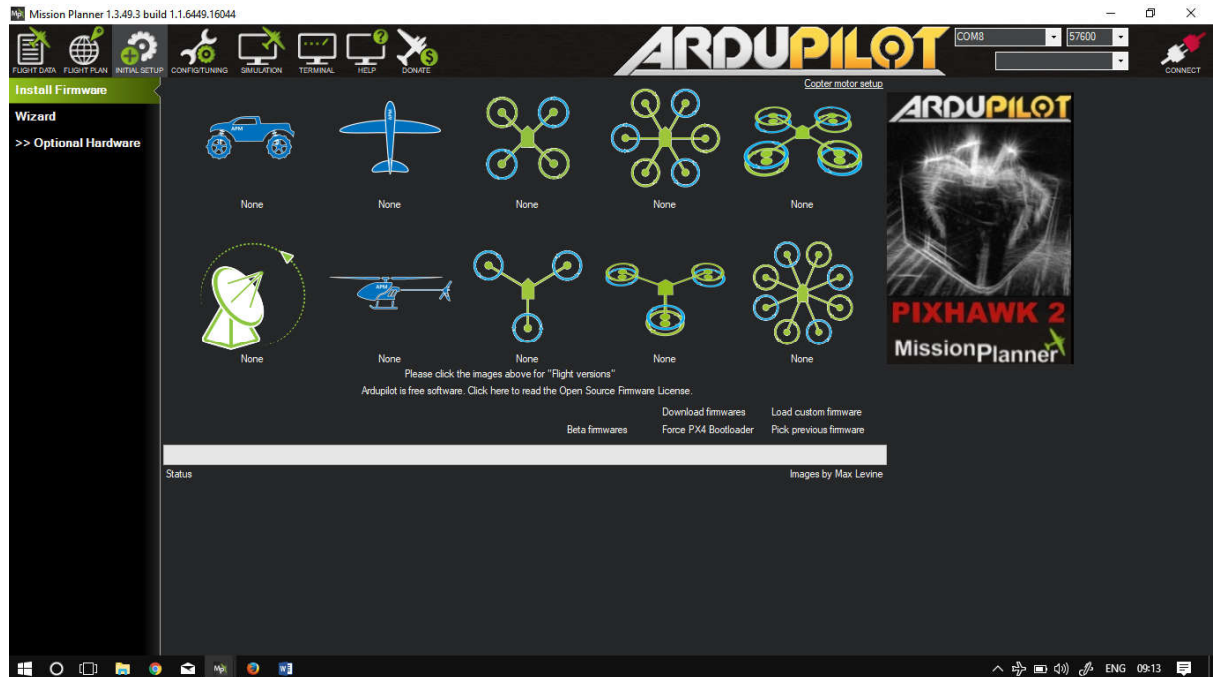 Mission Planner 1.3.49.3 build 1.1.6449.16044
FLIGHT DATA FLIGHT PLAN INITIAL SETUP CONFIG/TUNING SIMULATION TERMINAL HELP DONATE
ARDUPILOT
COM8 57600
CONNECT
Install Firmware
Wizard
>> Optional Hardware
Copter motor setup
APM
None None None None None
APM
None None None None None
Please click the images above for "Flight versions"
Ardupilot is free software. Click here to read the Open Source Firmware License.
Download firmwares Load custom firmware
Beta firmwares Force PX4 Bootloader Pick previous firmware
Status Images by Max Levine
ARDUPILOT
PIXHAWK 2
MissionPlanner
ENG 09:13